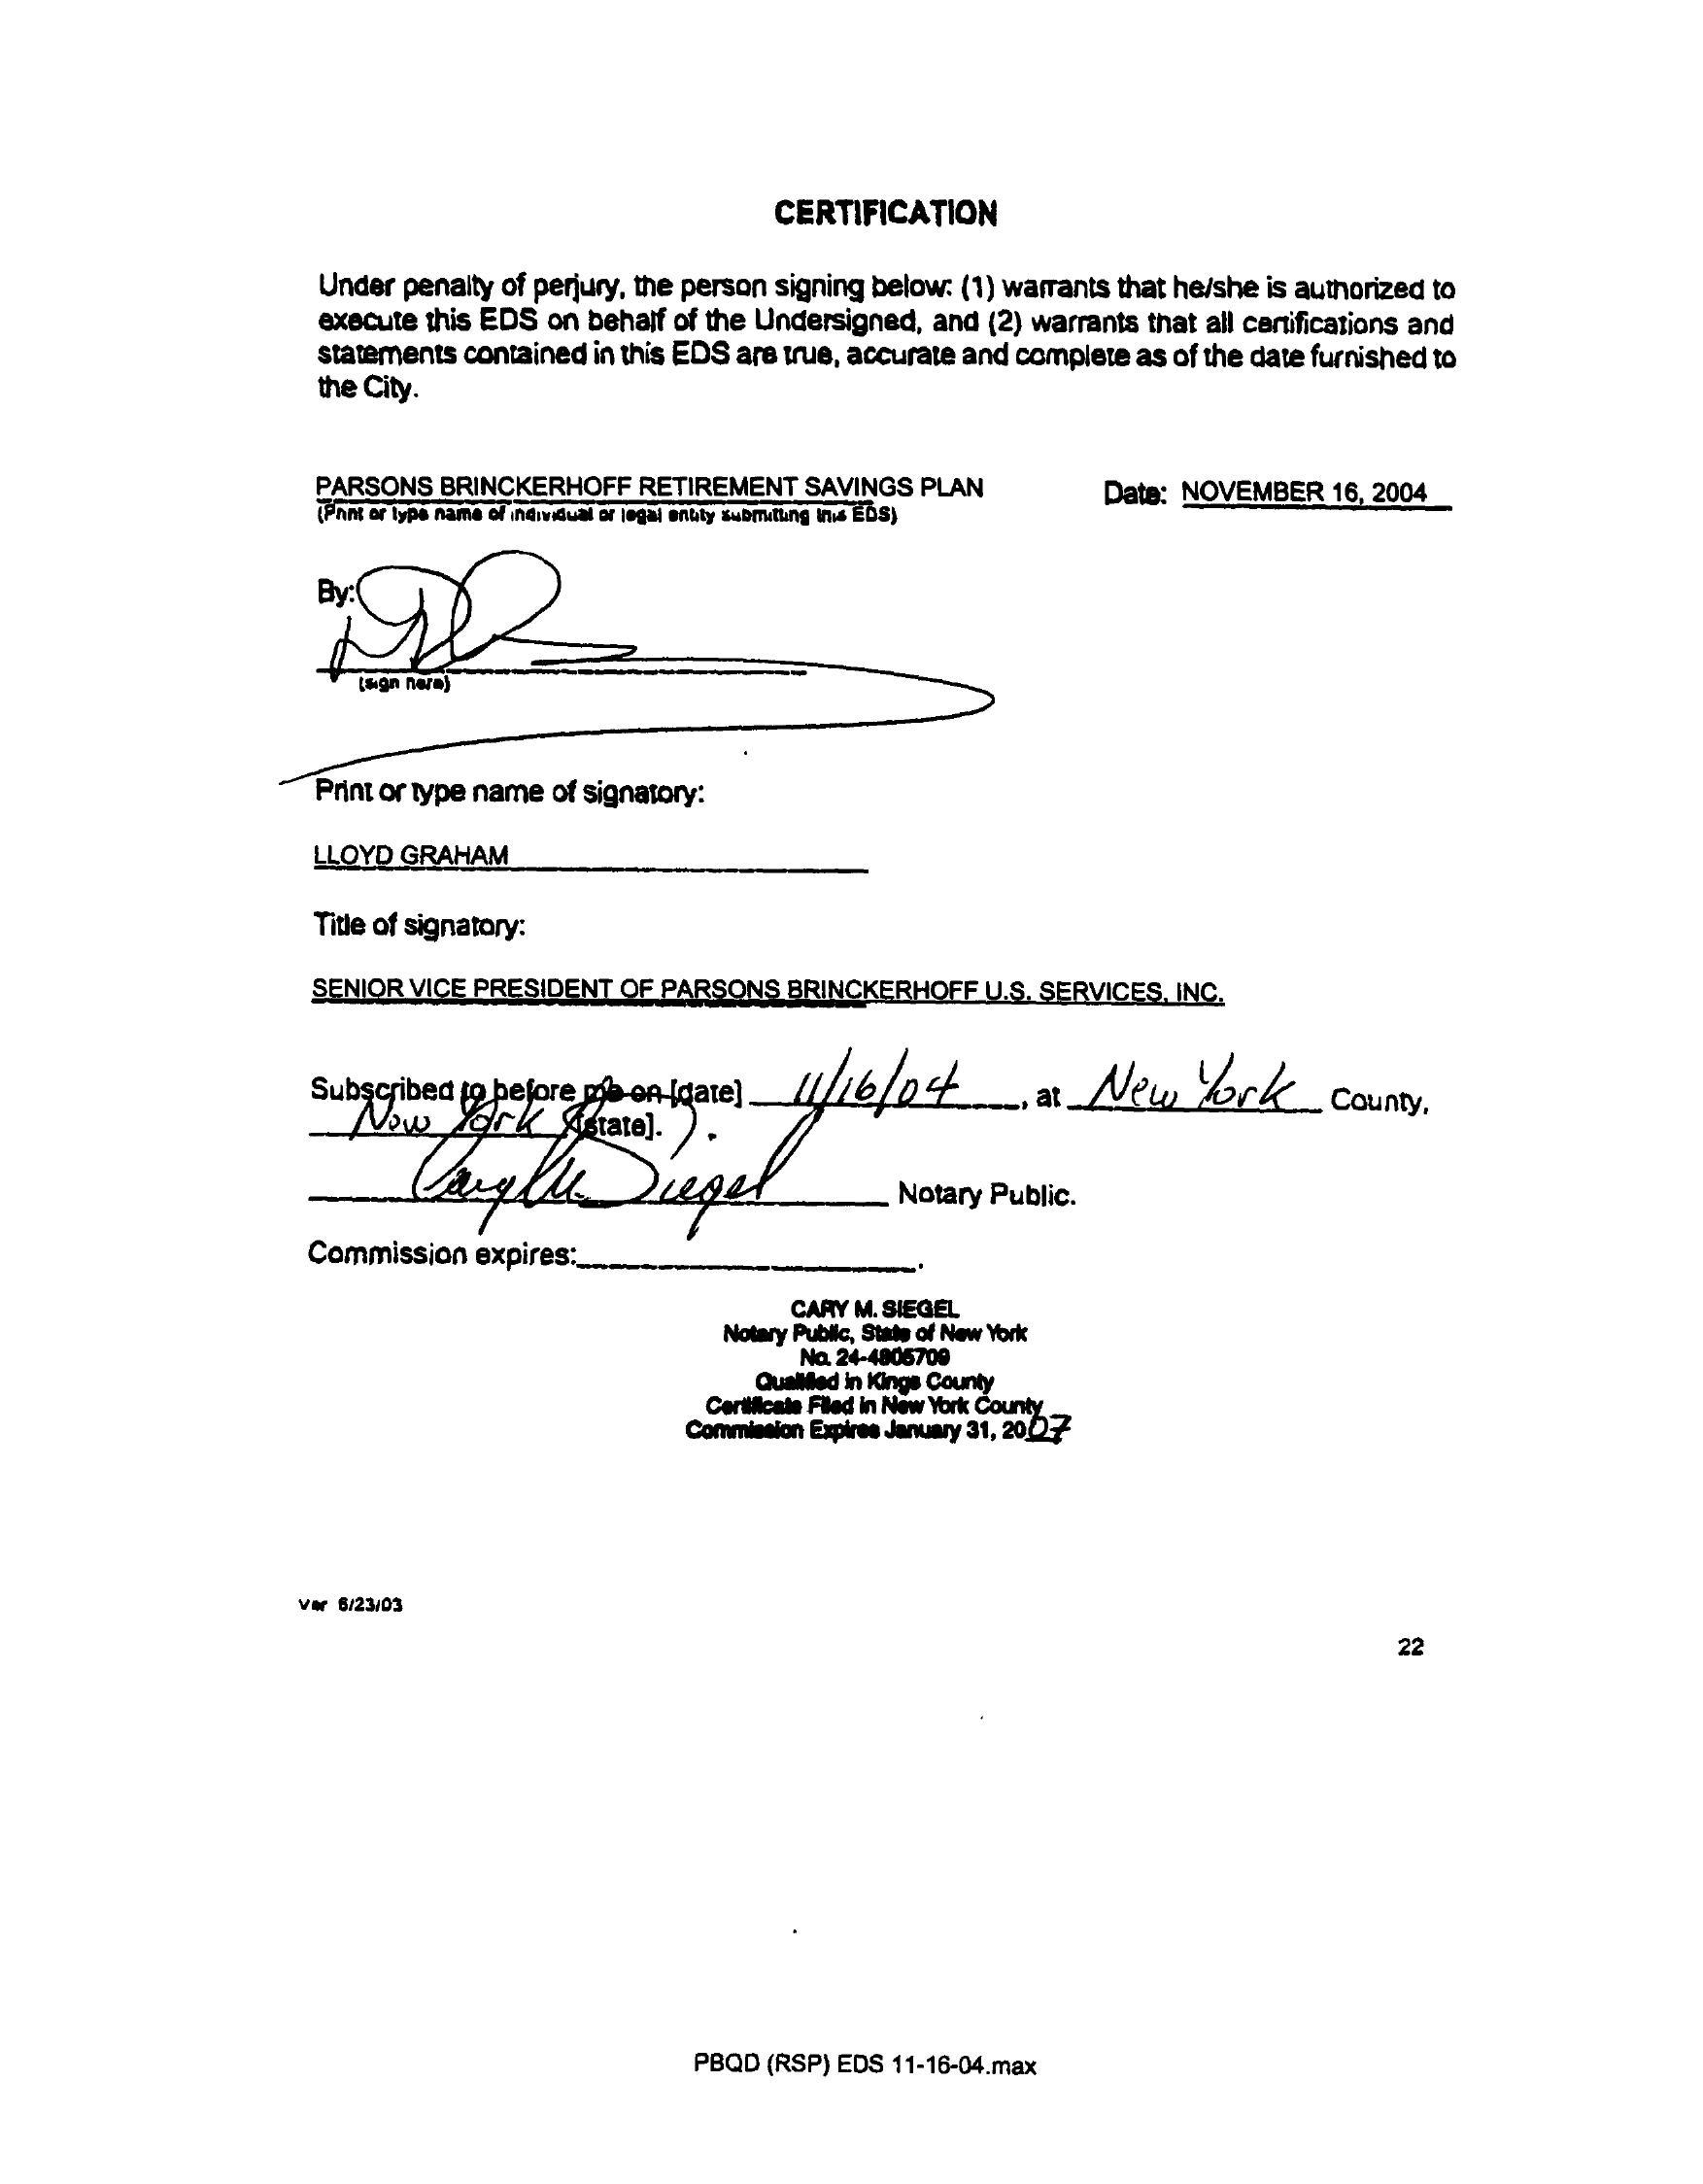 CERTIFICATION
Under penalty of perjury, the person signing below: (1) warrants that he/she is authorized to
execute this EDS on behalf of the Undersigned, and (2) warrants that all certifications and
statements contained in this EDS are true, accurate and complete as of the date furnished to
the City.
PARSONS BRINCKERHOFF RETIREMENT SAVINGS PLAN Date: NOVEMBER 16, 2004
(Print or type name of individual or legal entity submitting this EDS)
By:
(sign here)
Print or type name of signatory:
LLOYD GRAHAM
Title of signatory:
SENIOR VICE PRESIDENT OF PARSONS BRINCKERHOFF U.S. SERVICES, INC.
Subscribed to before me on [date] 11/16/04, at New York County,
New York [state].
Cary M. Siegel Notary Public.
Commission expires: .
CARY M. SIEGEL
Notary Public, State of New York
No. 24-4805709
Qualified in Kings County
Certificate Filed in New York County
Commission Expires January 31, 2007
Ver 6/23/03
22
PBQD (RSP) EDS 11-16-04.max